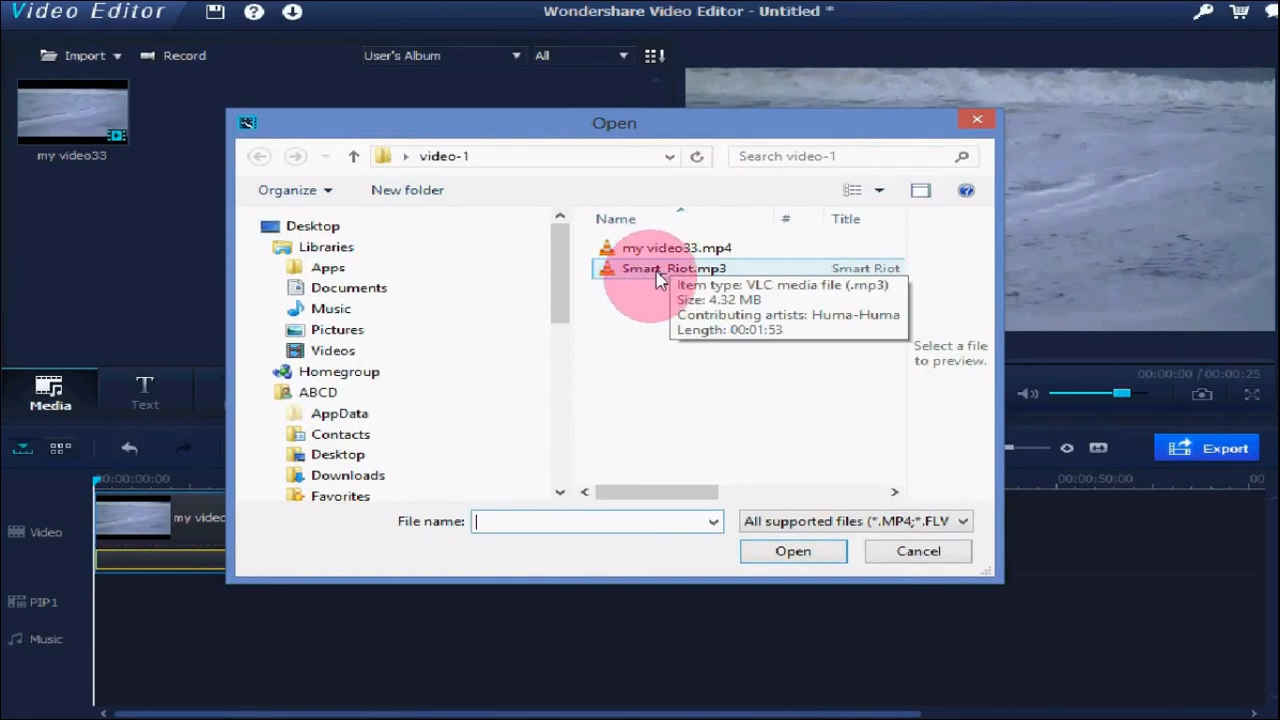 Video Editor
Wondershare Video Editor - Untitled *
Import
Record
User's Album
All
my video33
Open
video-1
Search video-1
Organize
New folder
Name
#
Title
Desktop
Libraries
Apps
Documents
Music
Pictures
Videos
Homegroup
ABCD
AppData
Contacts
Desktop
Downloads
Favorites
my video33.mp4
Smart_Riot.mp3
Smart Riot
Item type: VLC media file (.mp3)
Size: 4.32 MB
Contributing artists: Huma-Huma
Length: 00:01:53
Select a file
to preview.
File name:
All supported files (*.MP4;*.FLV
Open
Cancel
Media
Text
00:00:00 / 00:00:25
Export
00:00:00:00
00:00:50:00
00
Video
my videc
PIP1
Music